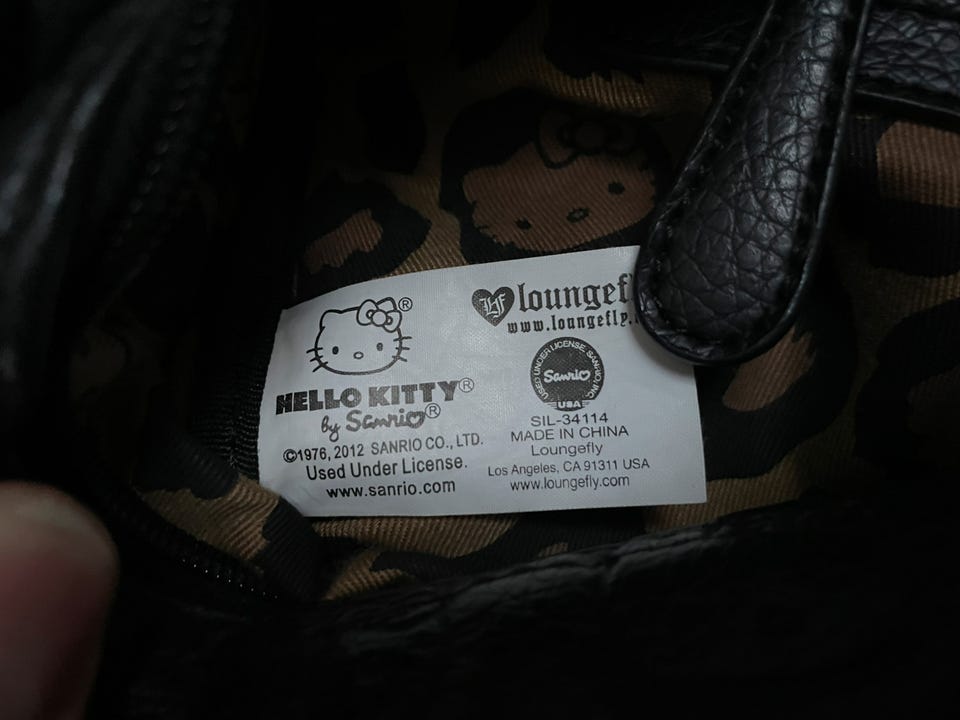 HELLO KITTY®
by Sanrio®
©1976, 2012 SANRIO CO., LTD.
Used Under License.
www.sanrio.com
lf
loungef
www.loungefly.
USED UNDER LICENSE SANRIO, INC.
Sanrio
USA
SIL-34114
MADE IN CHINA
Loungefly
Los Angeles, CA 91311 USA
www.loungefly.com